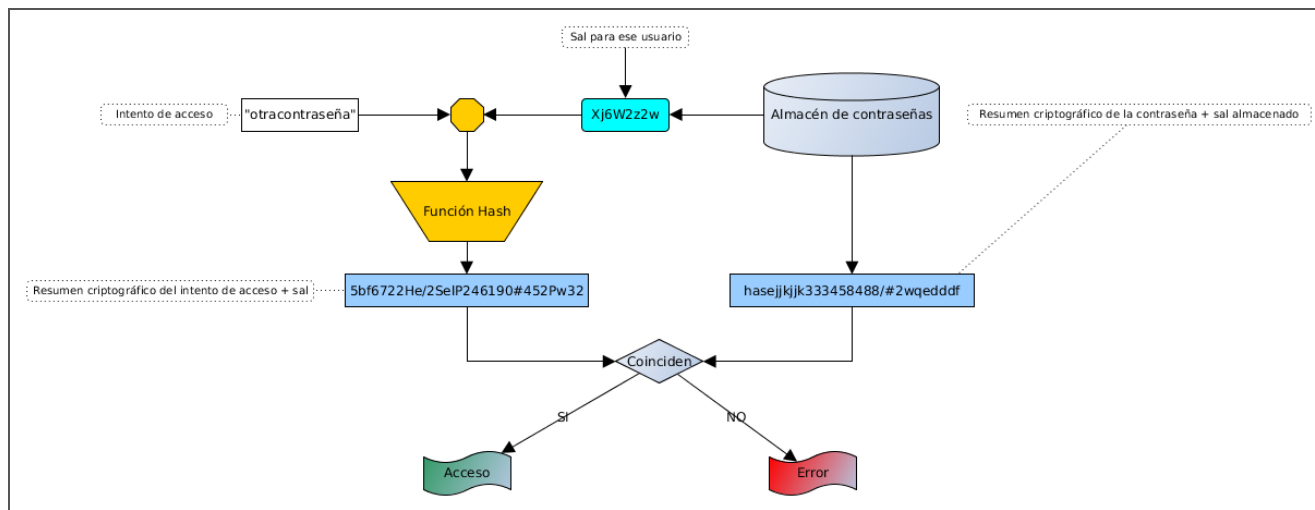 Sal para ese usuario
Intento de acceso
"otracontraseña"
Xj6W2z2w
Almacén de contraseñas
Resumen criptográfico de la contraseña + sal almacenado
Función Hash
Resumen criptográfico del intento de acceso + sal
5bf6722He/2SeIP246190#452Pw32
hasejjkjjk333458488/#2wqedddf
Coinciden
SI
NO
Acceso
Error